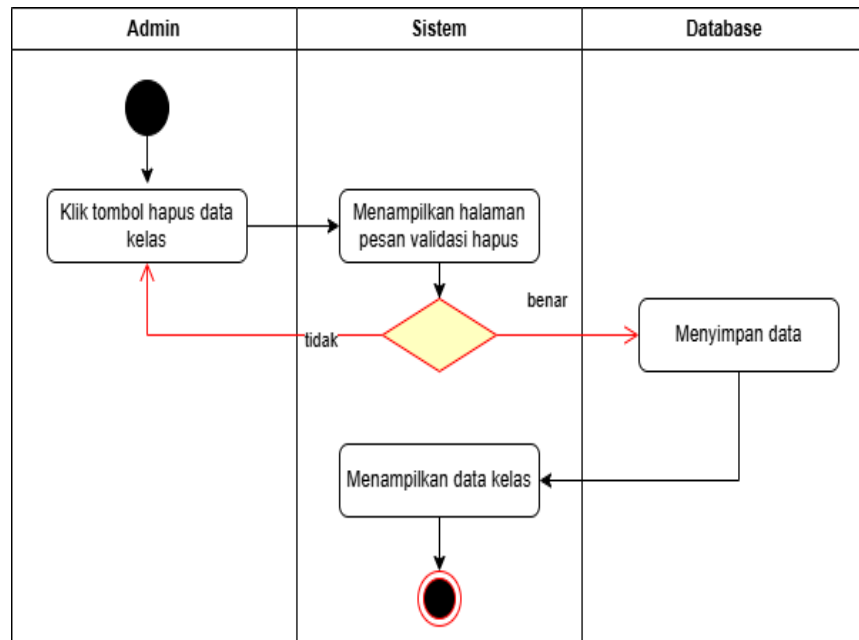 Admin
Sistem
Database
Klik tombol hapus data
kelas
Menampilkan halaman
pesan validasi hapus
benar
tidak
Menyimpan data
Menampilkan data kelas